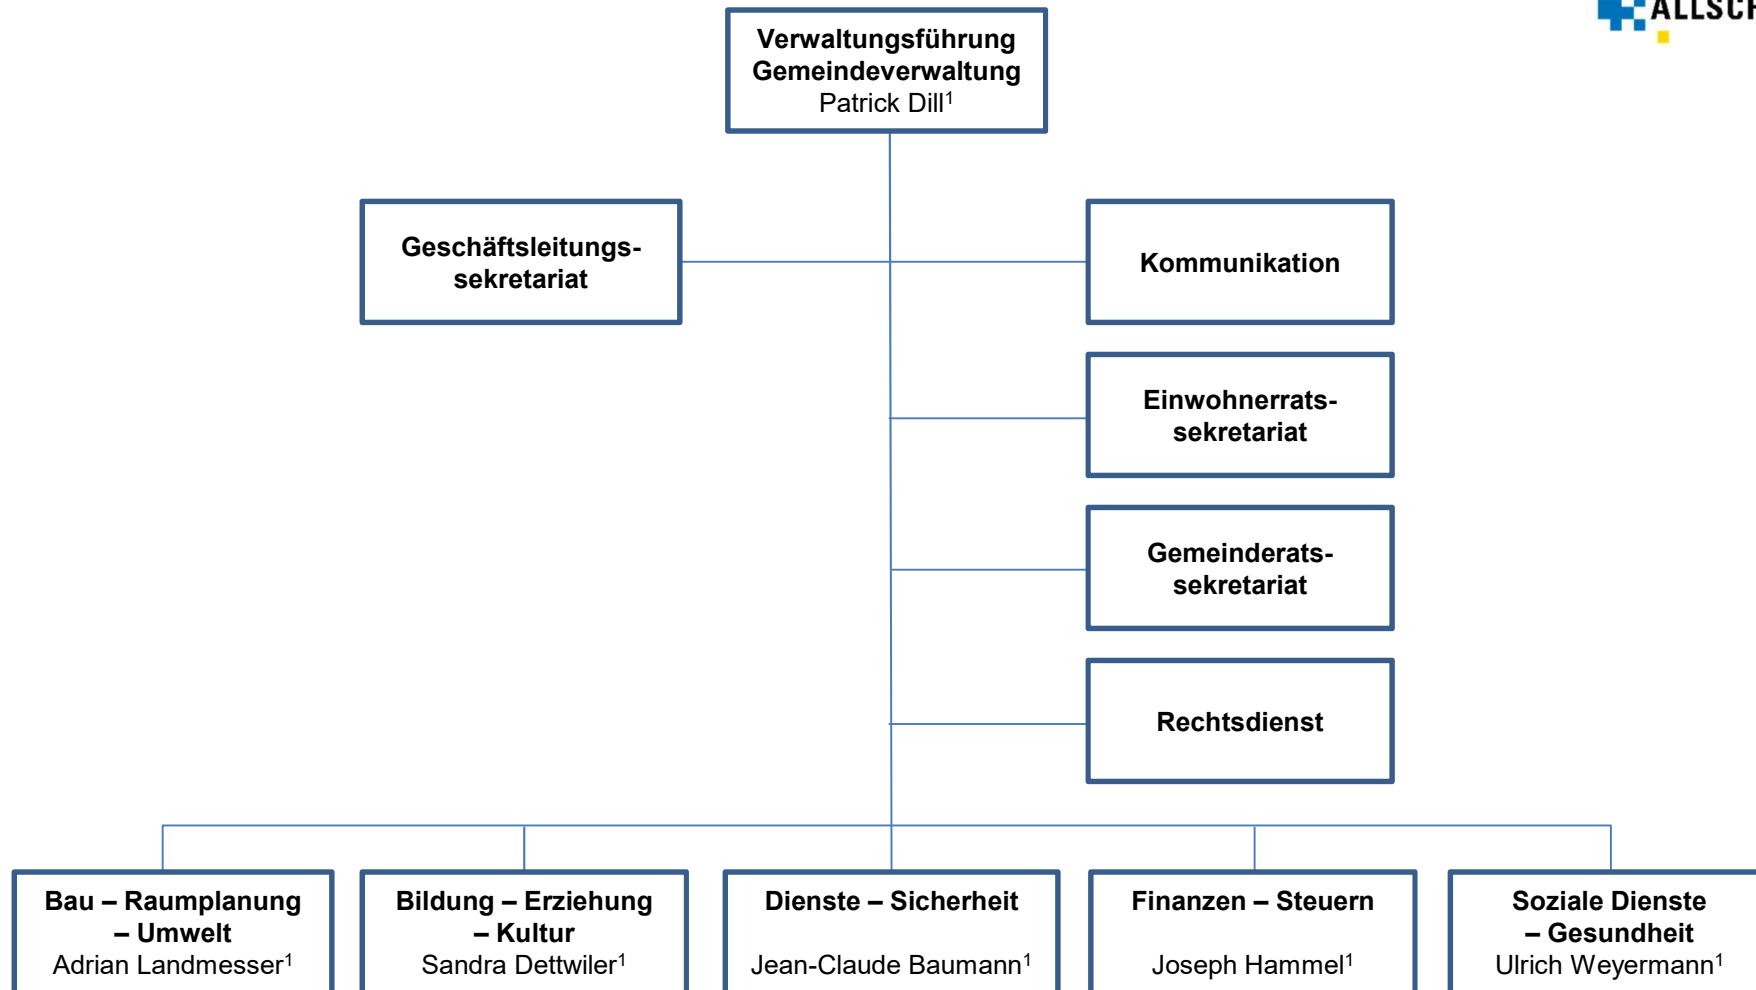 ALLSCH
Verwaltungsführung
Gemeindeverwaltung
Patrick Dill¹
Geschäftsleitungs-
sekretariat
Kommunikation
Einwohnerrats-
sekretariat
Gemeinderats-
sekretariat
Rechtsdienst
Bau – Raumplanung
– Umwelt
Adrian Landmesser¹
Bildung – Erziehung
– Kultur
Sandra Dettwiler¹
Dienste – Sicherheit
Jean-Claude Baumann¹
Finanzen – Steuern
Joseph Hammel¹
Soziale Dienste
– Gesundheit
Ulrich Weyermann¹